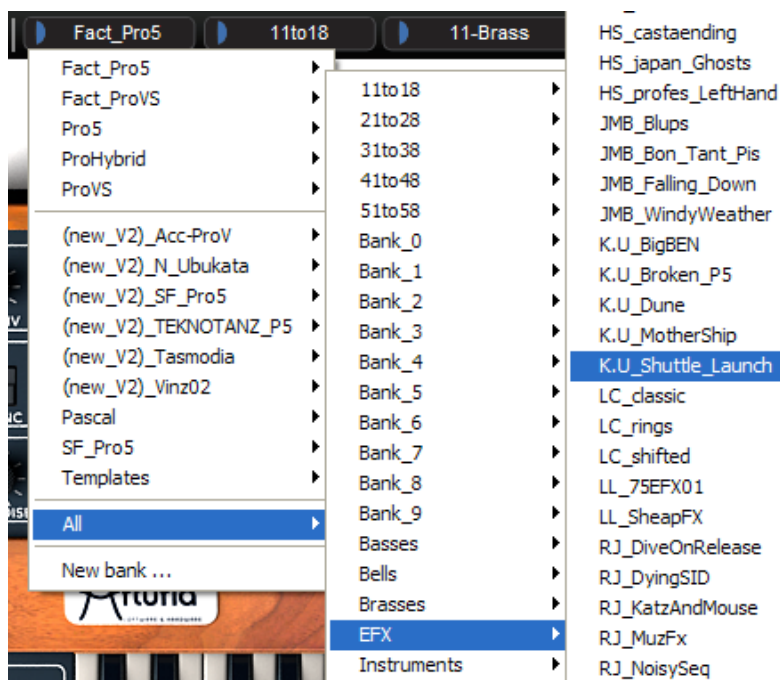 Fact_Pro5
11to18
11-Brass
Fact_Pro5
Fact_ProVS
Pro5
ProHybrid
ProVS
(new_V2)_Acc-ProV
(new_V2)_N_Ubukata
(new_V2)_SF_Pro5
(new_V2)_TEKNOTANZ_P5
(new_V2)_Tasmodia
(new_V2)_Vinz02
Pascal
SF_Pro5
Templates
All
New bank ...
11to18
21to28
31to38
41to48
51to58
Bank_0
Bank_1
Bank_2
Bank_3
Bank_4
Bank_5
Bank_6
Bank_7
Bank_8
Bank_9
Basses
Bells
Brasses
EFX
Instruments
HS_castaending
HS_japan_Ghosts
HS_profes_LeftHand
JMB_Blups
JMB_Bon_Tant_Pis
JMB_Falling_Down
JMB_WindyWeather
K.U_BigBEN
K.U_Broken_P5
K.U_Dune
K.U_MotherShip
K.U_Shuttle_Launch
LC_classic
LC_rings
LC_shifted
LL_75EFX01
LL_SheapFX
RJ_DiveOnRelease
RJ_DyingSID
RJ_KatzAndMouse
RJ_MuzFx
RJ_NoisySeq
Arturia